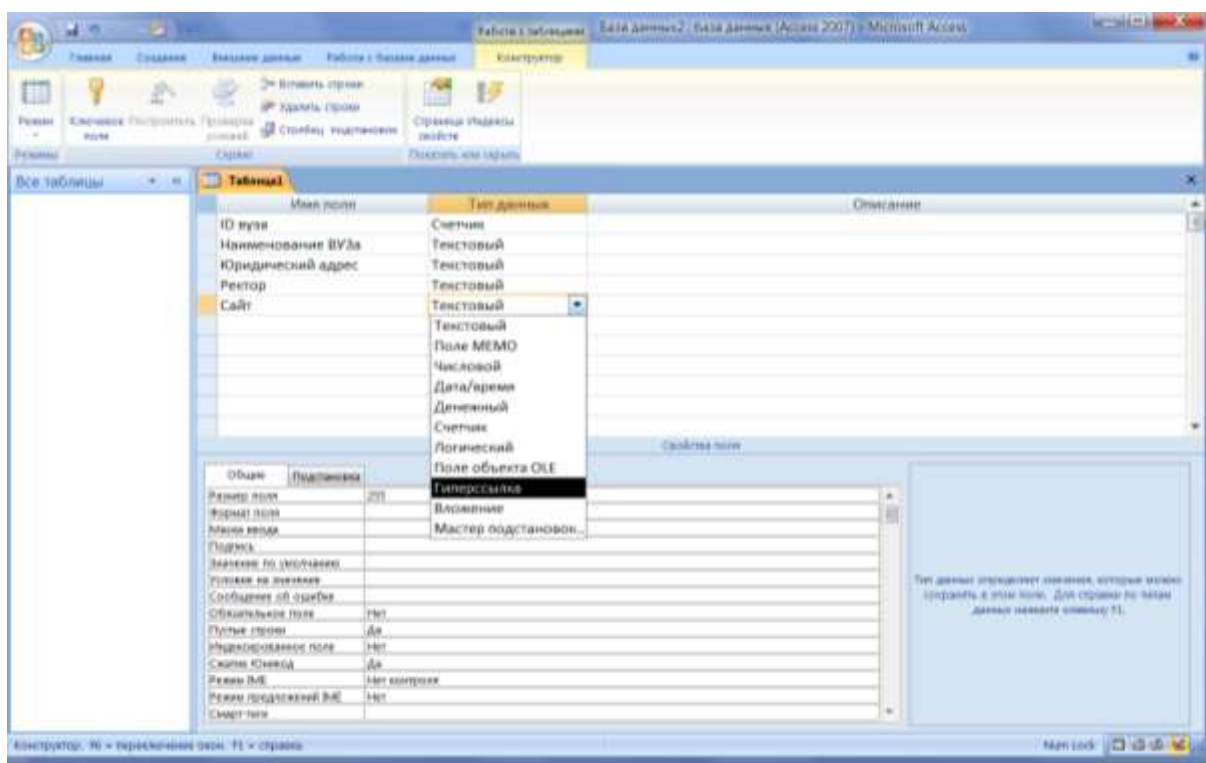 Работа с таблицами
База данных2 : база данных (Access 2007) - Microsoft Access
Главная Создание Внешние данные Работа с базами данных Конструктор
Режим
Ключевое поле
Построитель
Проверка условий
Вставить строки
Удалить строки
Столбец подстановок
Страница свойств
Индексы
Режимы Сервис Показать или скрыть
Все таблицы
Таблица1
Имя поля Тип данных Описание
ID вуза Счетчик
Наименование ВУЗа Текстовый
Юридический адрес Текстовый
Ректор Текстовый
Сайт Текстовый
Текстовый
Поле МЕМО
Числовой
Дата/время
Денежный
Счетчик
Логический
Поле объекта OLE
Гиперссылка
Вложение
Мастер подстановок...
Свойства поля
Общие Подстановка
Размер поля 255
Формат поля
Маска ввода
Подпись
Значение по умолчанию
Условие на значение
Сообщение об ошибке
Обязательное поле Нет
Пустые строки Да
Индексированное поле Нет
Сжатие Юникод Да
Режим IME Нет контроля
Режим предложений IME Нет
Смарт-теги
Тип данных определяет значения, которые можно
сохранять в этом поле. Для справки по типам
данных нажмите клавишу F1.
Конструктор. F6 = переключение окон. F1 = справка.
Num Lock